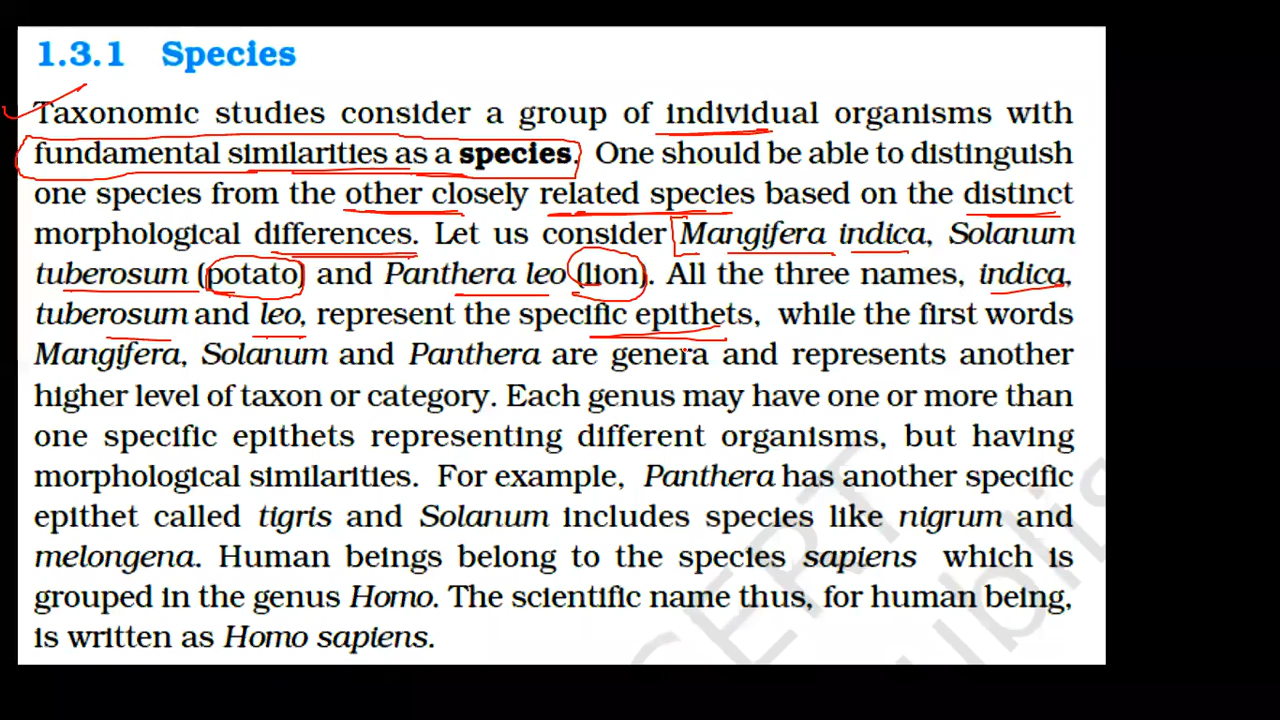 1.3.1 Species
Taxonomic studies consider a group of individual organisms with
fundamental similarities as a species. One should be able to distinguish
one species from the other closely related species based on the distinct
morphological differences. Let us consider Mangifera indica, Solanum
tuberosum (potato) and Panthera leo (lion). All the three names, indica,
tuberosum and leo, represent the specific epithets, while the first words
Mangifera, Solanum and Panthera are genera and represents another
higher level of taxon or category. Each genus may have one or more than
one specific epithets representing different organisms, but having
morphological similarities. For example, Panthera has another specific
epithet called tigris and Solanum includes species like nigrum and
melongena. Human beings belong to the species sapiens which is
grouped in the genus Homo. The scientific name thus, for human being,
is written as Homo sapiens.